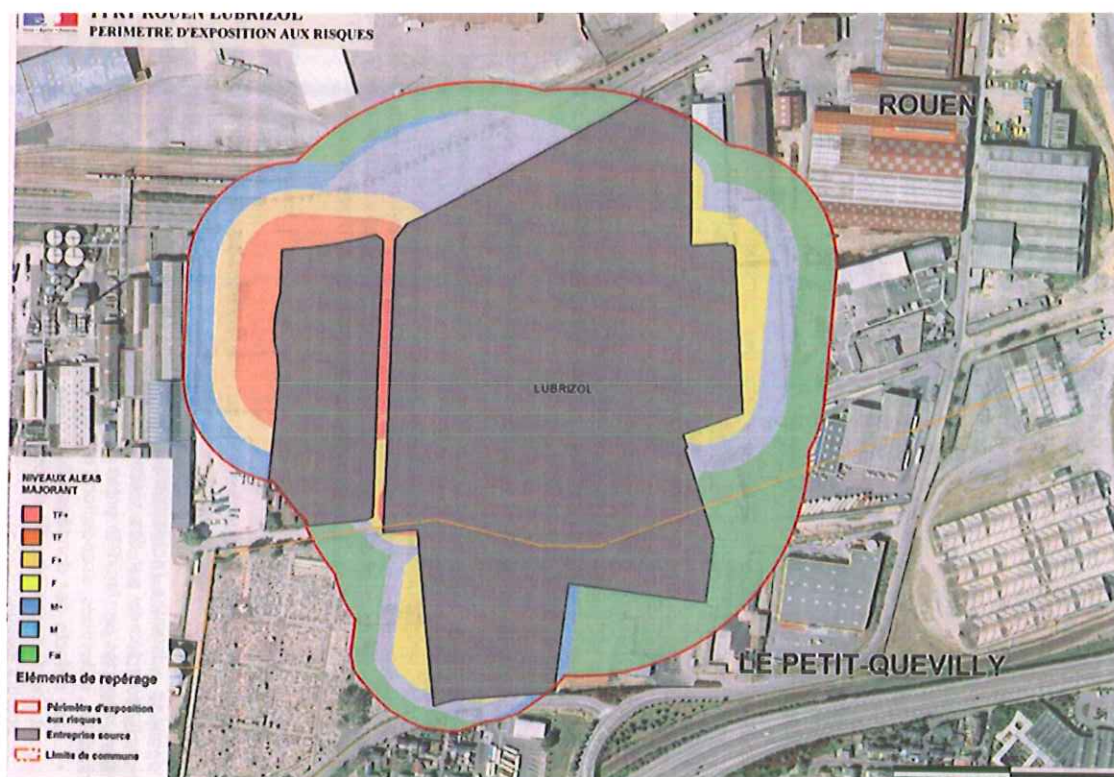 ROUEN LUBRIZOL
PERIMETRE D'EXPOSITION AUX RISQUES
ROUEN
LUBRIZOL
NIVEAUX ALEAS
MAJORANT
TF+
TF
F+
F
M+
M
Fai
Eléments de repérage
Périmètre d'exposition
aux risques
Entreprise source
Limite de commune
LE PETIT-QUEVILLY